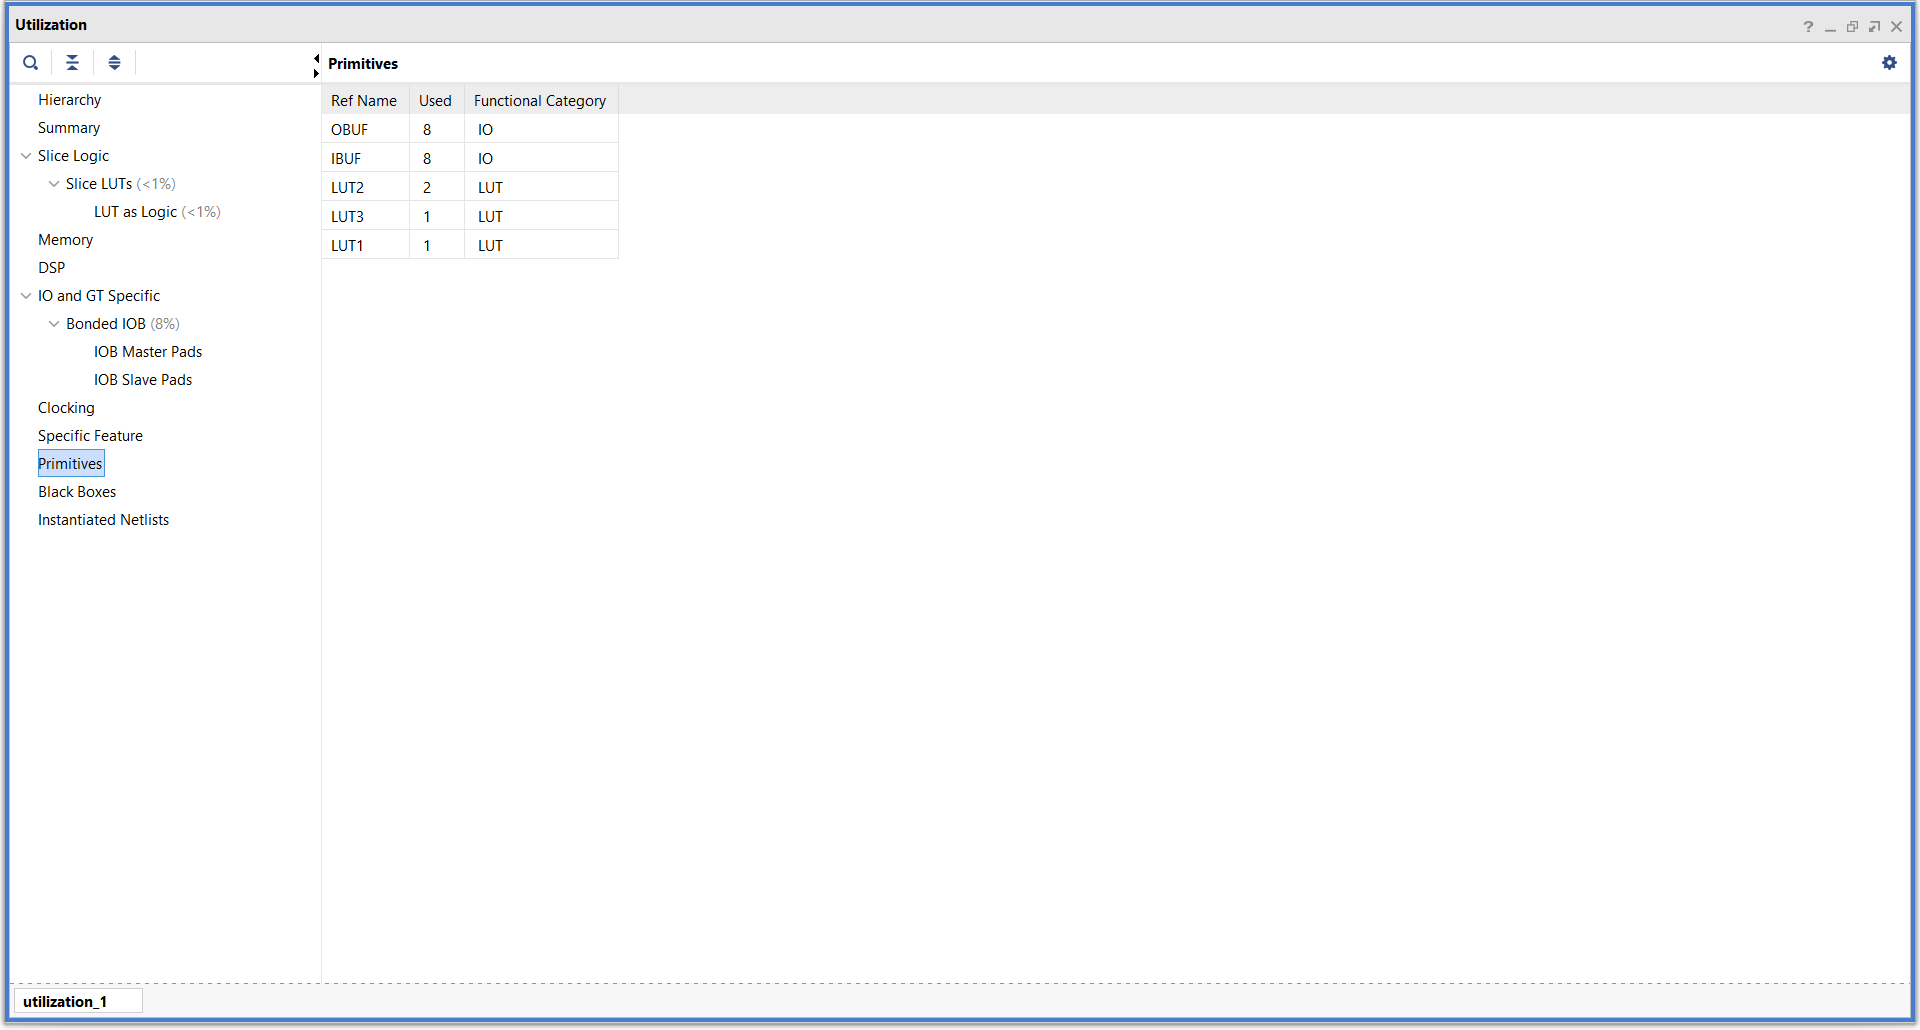 Utilization
Primitives
Hierarchy
Summary
Slice Logic
Slice LUTs (<1%)
LUT as Logic (<1%)
Memory
DSP
IO and GT Specific
Bonded IOB (8%)
IOB Master Pads
IOB Slave Pads
Clocking
Specific Feature
Primitives
Black Boxes
Instantiated Netlists
Ref Name Used Functional Category
OBUF 8 IO
IBUF 8 IO
LUT2 2 LUT
LUT3 1 LUT
LUT1 1 LUT
utilization_1